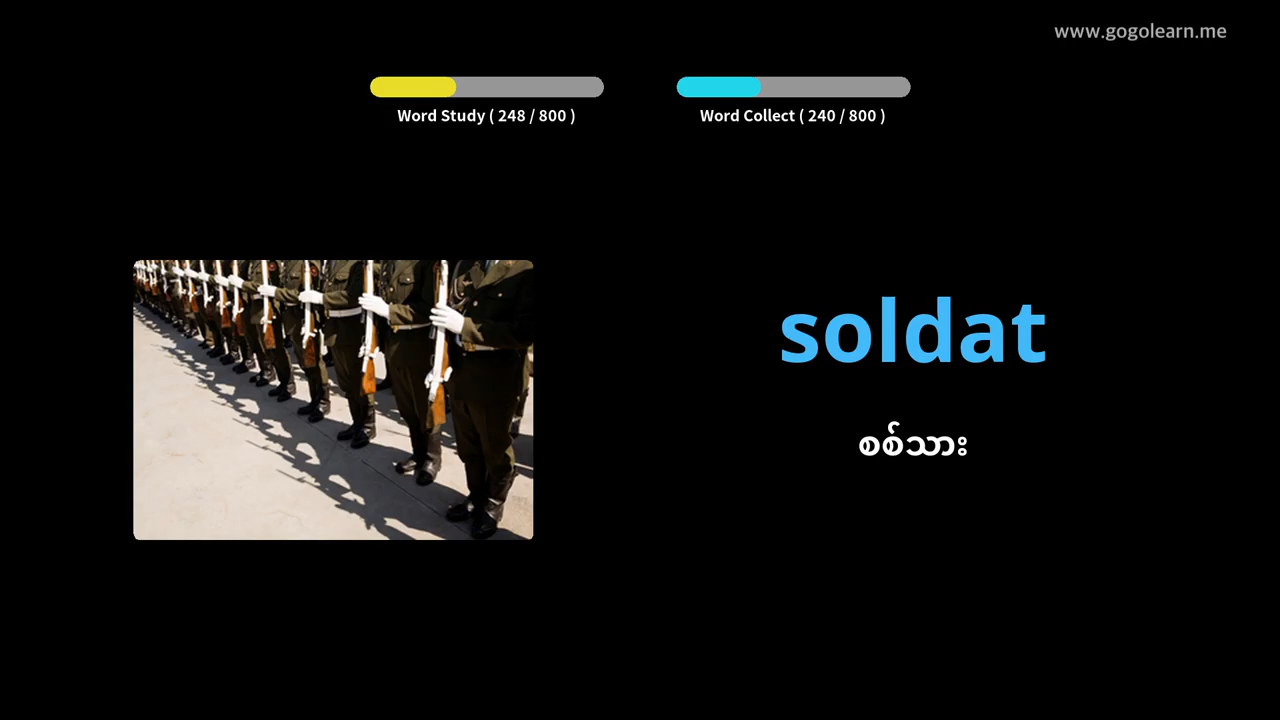 www.gogolearn.me
Word Study ( 248 / 800 )
Word Collect ( 240 / 800 )
soldat
စစ်သား